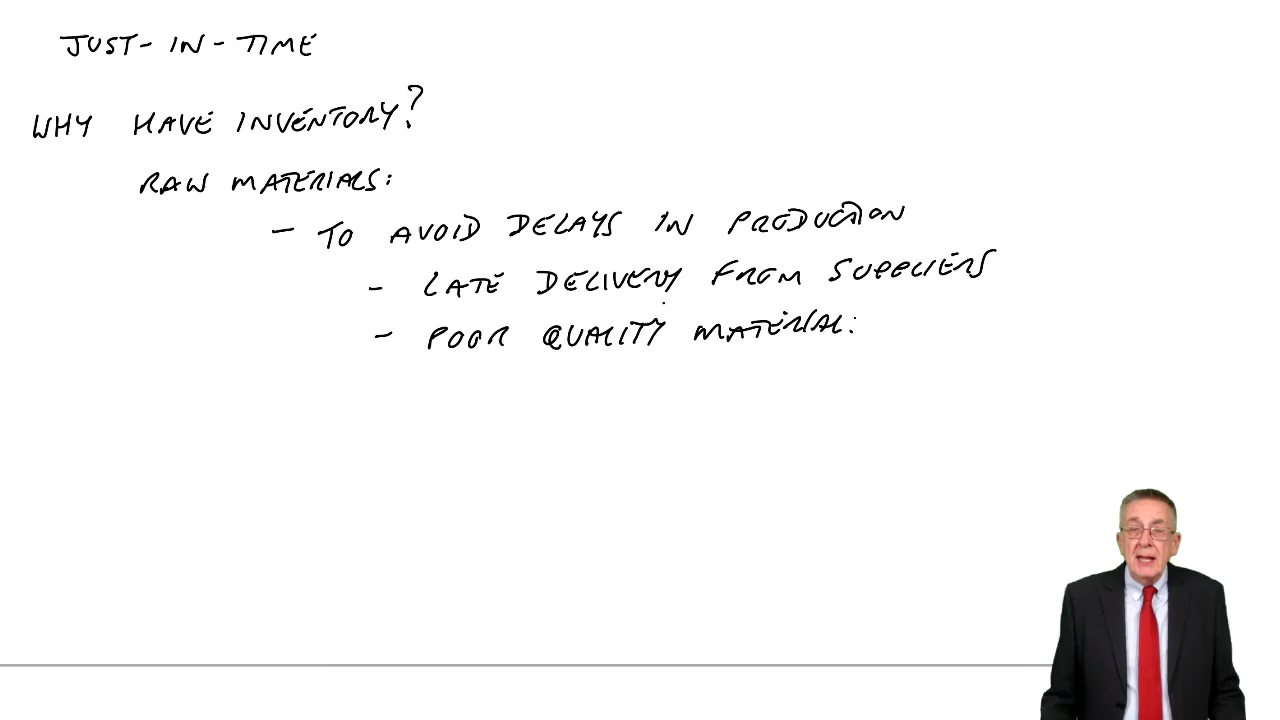 JUST-IN-TIME
WHY HAVE INVENTORY?
RAW MATERIALS:
- TO AVOID DELAYS IN PRODUCTION
- LATE DELIVERY FROM SUPPLIERS
- POOR QUALITY MATERIAL: